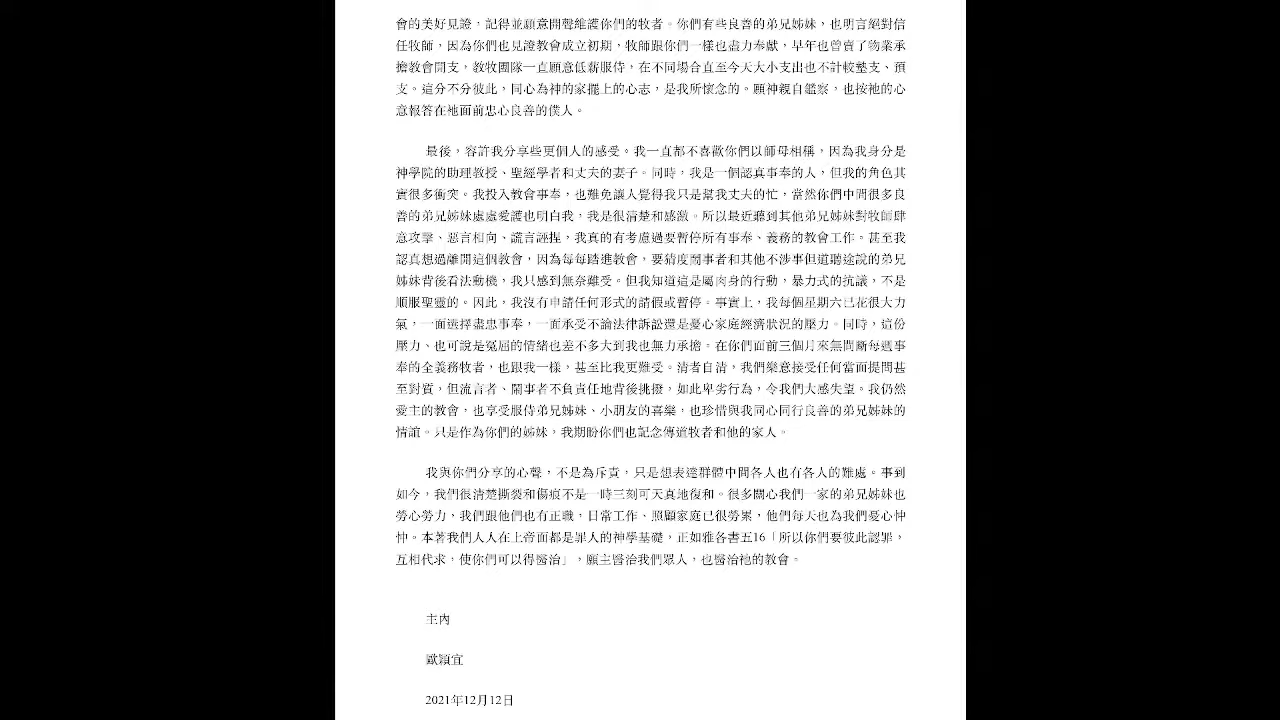 會的美好見證，記得並願意開聲維護你們的牧者。你們有些良善的弟兄姊妹，也明言絕對信
任牧師，因為你們也見證教會成立初期，牧師跟你們一樣也盡力奉獻，早年也曾賣了物業承
擔教會開支，教牧團隊一直願意低薪服侍，在不同場合直至今天大小支出也不計較墊支、預
支。這分不分彼此，同心為神的家擺上的心志，是我所懷念的。願神親自鑑察，也按祂的心
意報答在祂面前忠心良善的僕人。
最後，容許我分享些更個人的感受。我一直都不喜歡你們以師母相稱，因為我身分是
神學院的助理教授、聖經學者和丈夫的妻子。同時，我是一個認真事奉的人，但我的角色其
實很多衝突。我投入教會事奉，也難免讓人覺得我只是幫我丈夫的忙，當然你們中間很多良
善的弟兄姊妹處處愛護也明白我，我是很清楚和感激。所以最近聽到其他弟兄姊妹對牧師肆
意攻擊、惡言相向、謊言誣捏，我真的有考慮過要暫停所有事奉、義務的教會工作。甚至我
認真想過離開這個教會，因為每每踏進教會，要猜度鬧事者和其他不涉事但道聽途說的弟兄
姊妹背後看法動機，我只感到無奈難受。但我知道這是屬肉身的行動，暴力式的抗議，不是
順服聖靈的。因此，我沒有申請任何形式的請假或暫停。事實上，我每個星期六已花很大力
氣，一面選擇盡忠事奉，一面承受不論法律訴訟還是憂心家庭經濟狀況的壓力。同時，這份
壓力、也可說是冤屈的情緒也差不多大到我也無力承擔。在你們面前三個月來無間斷每週事
奉的全義務牧者，也跟我一樣，甚至比我更難受。清者自清，我們樂意接受任何當面提問甚
至對質，但流言者、鬧事者不負責任地背後挑撥，如此卑劣行為，令我們大感失望。我仍然
愛主的教會，也享受服侍弟兄姊妹、小朋友的喜樂，也珍惜與我同心同行良善的弟兄姊妹的
情誼。只是作為你們的姊妹，我期盼你們也記念傳道牧者和他的家人。
我與你們分享的心聲，不是為斥責，只是想表達群體中間各人也有各人的難處。事到
如今，我們很清楚撕裂和傷痕不是一時三刻可天真地復和。很多關心我們一家的弟兄姊妹也
勞心勞力，我們跟他們也有正職，日常工作、照顧家庭已很勞累，他們每天也為我們憂心忡
忡。本著我們人人在上帝面都是罪人的神學基礎，正如雅各書五16「所以你們要彼此認罪，
互相代求，使你們可以得醫治」，願主醫治我們眾人，也醫治祂的教會。
主內
歐穎宜
2021年12月12日